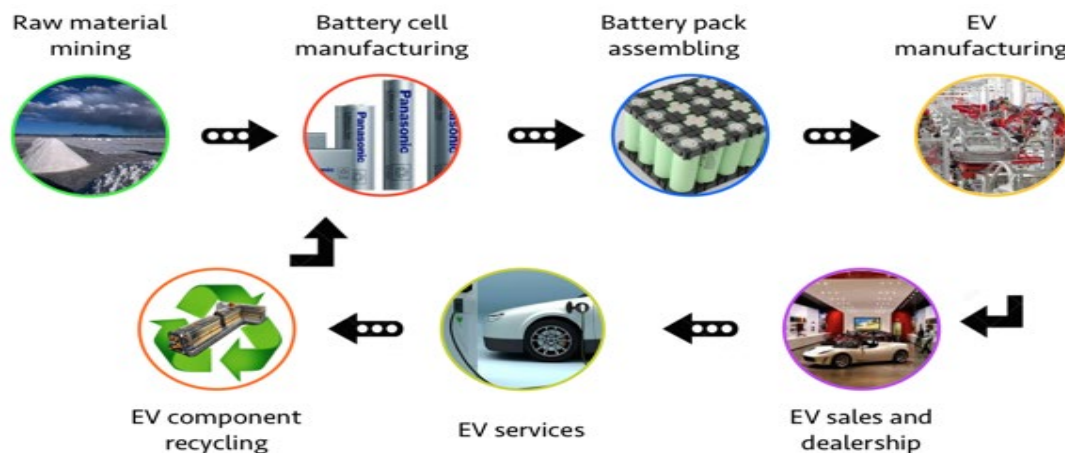 Raw material
mining
Battery cell
manufacturing
Battery pack
assembling
EV
manufacturing
Panasonic
Panasonic
EV component
recycling
EV services
EV sales and
dealership